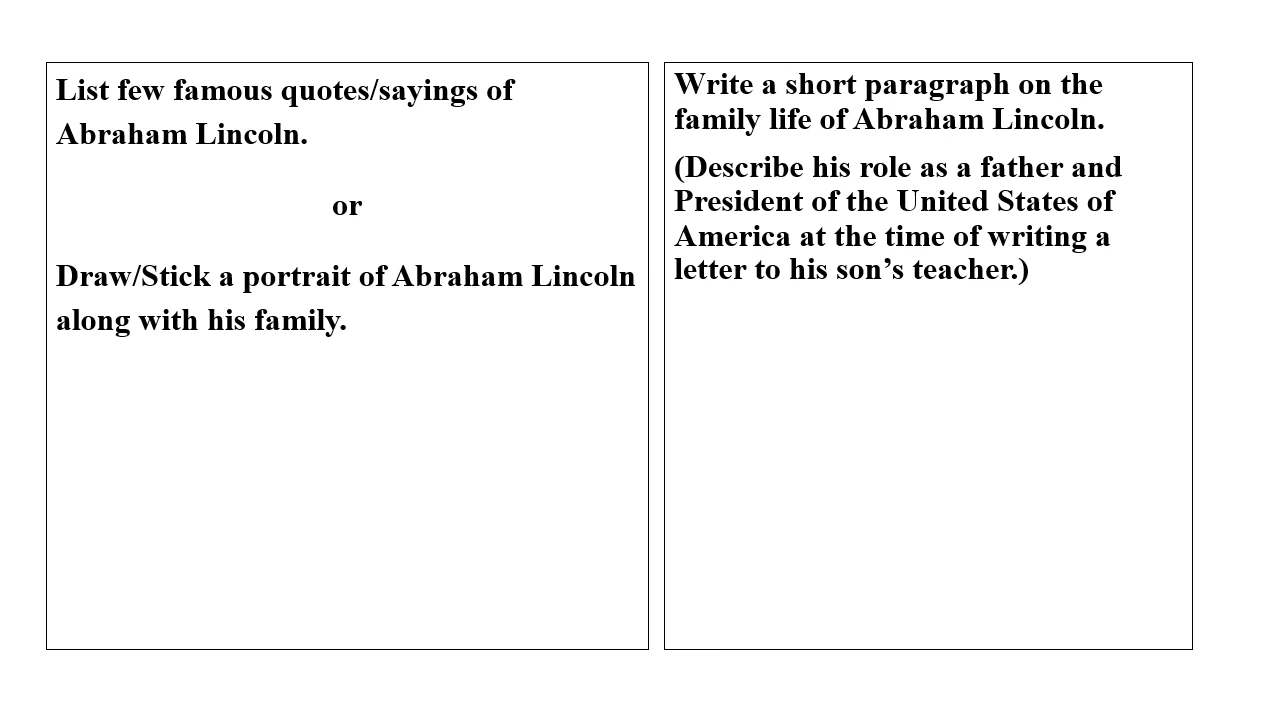 List few famous quotes/sayings of
Abraham Lincoln.
or
Draw/Stick a portrait of Abraham Lincoln
along with his family.
Write a short paragraph on the
family life of Abraham Lincoln.
(Describe his role as a father and
President of the United States of
America at the time of writing a
letter to his son’s teacher.)